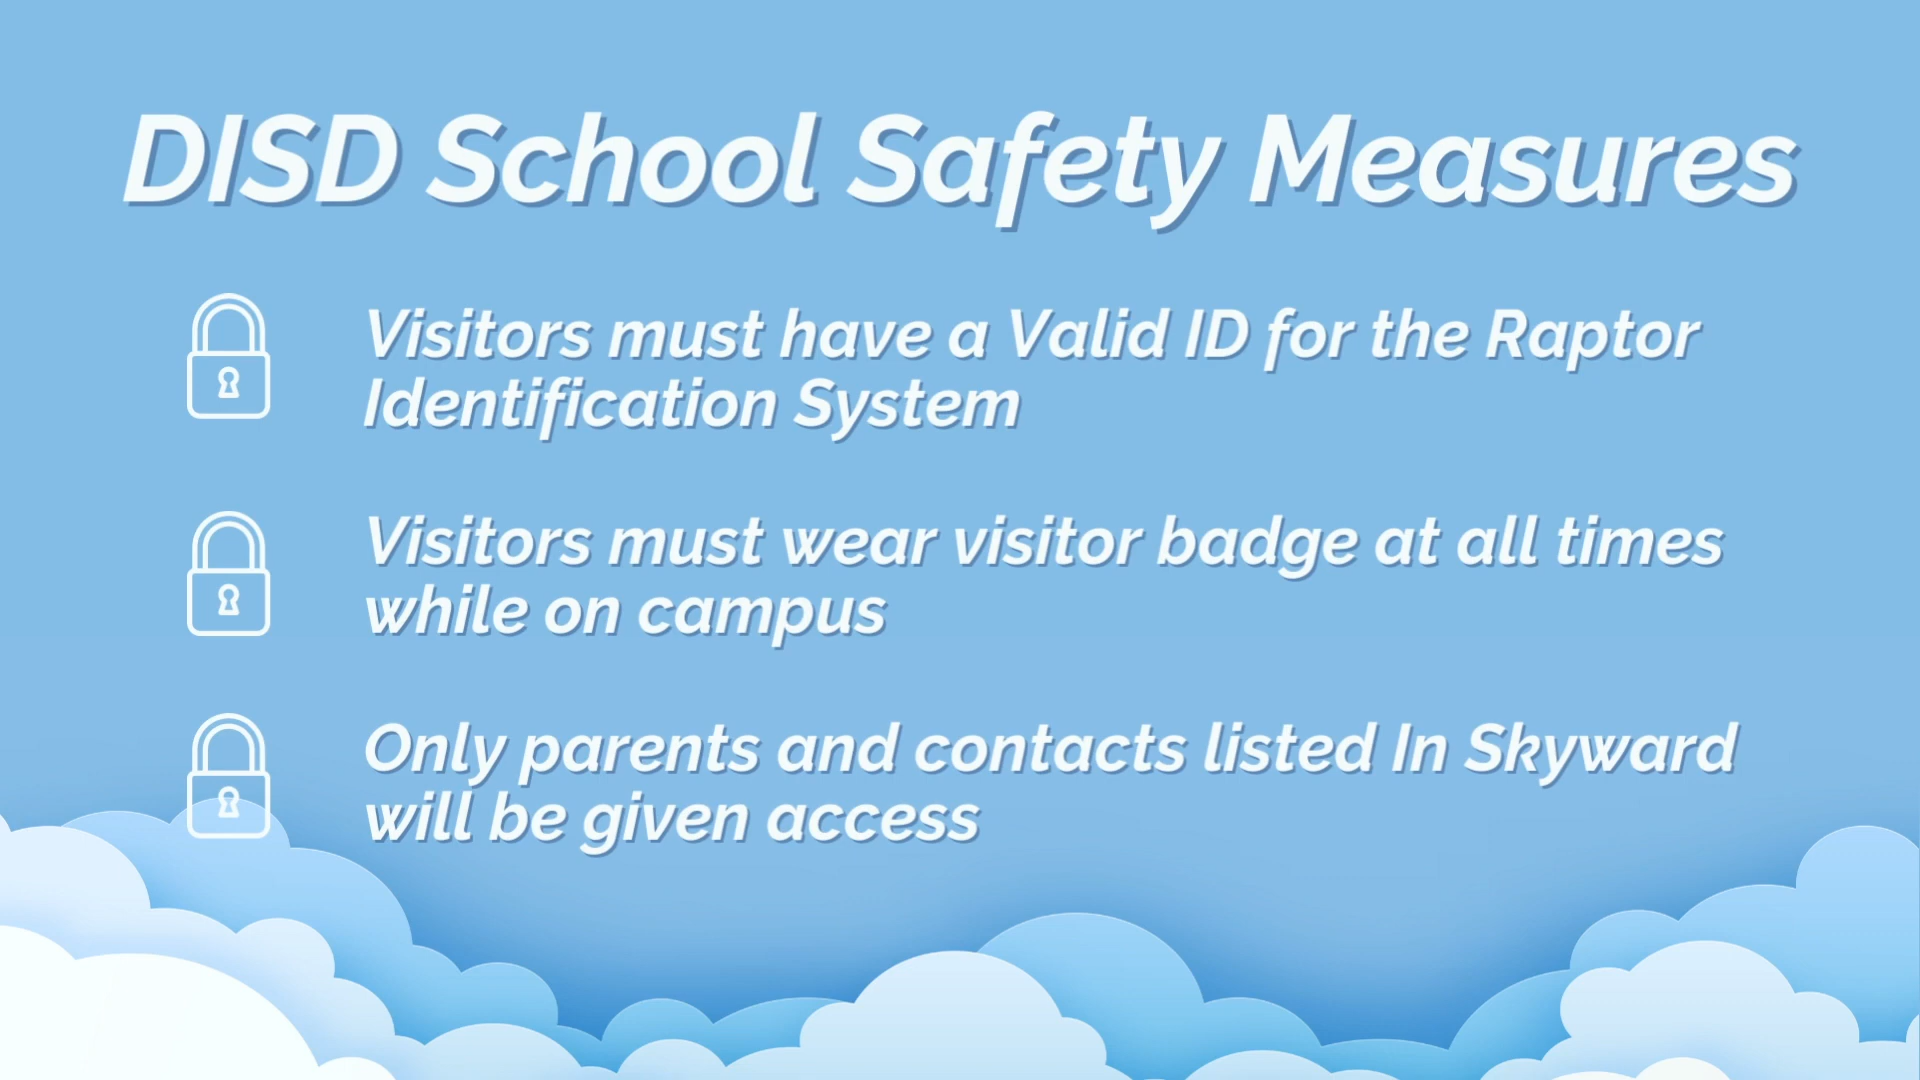 DISD School Safety Measures
Visitors must have a Valid ID for the Raptor
Identification System
Visitors must wear visitor badge at all times
while on campus
Only parents and contacts listed In Skyward
will be given access